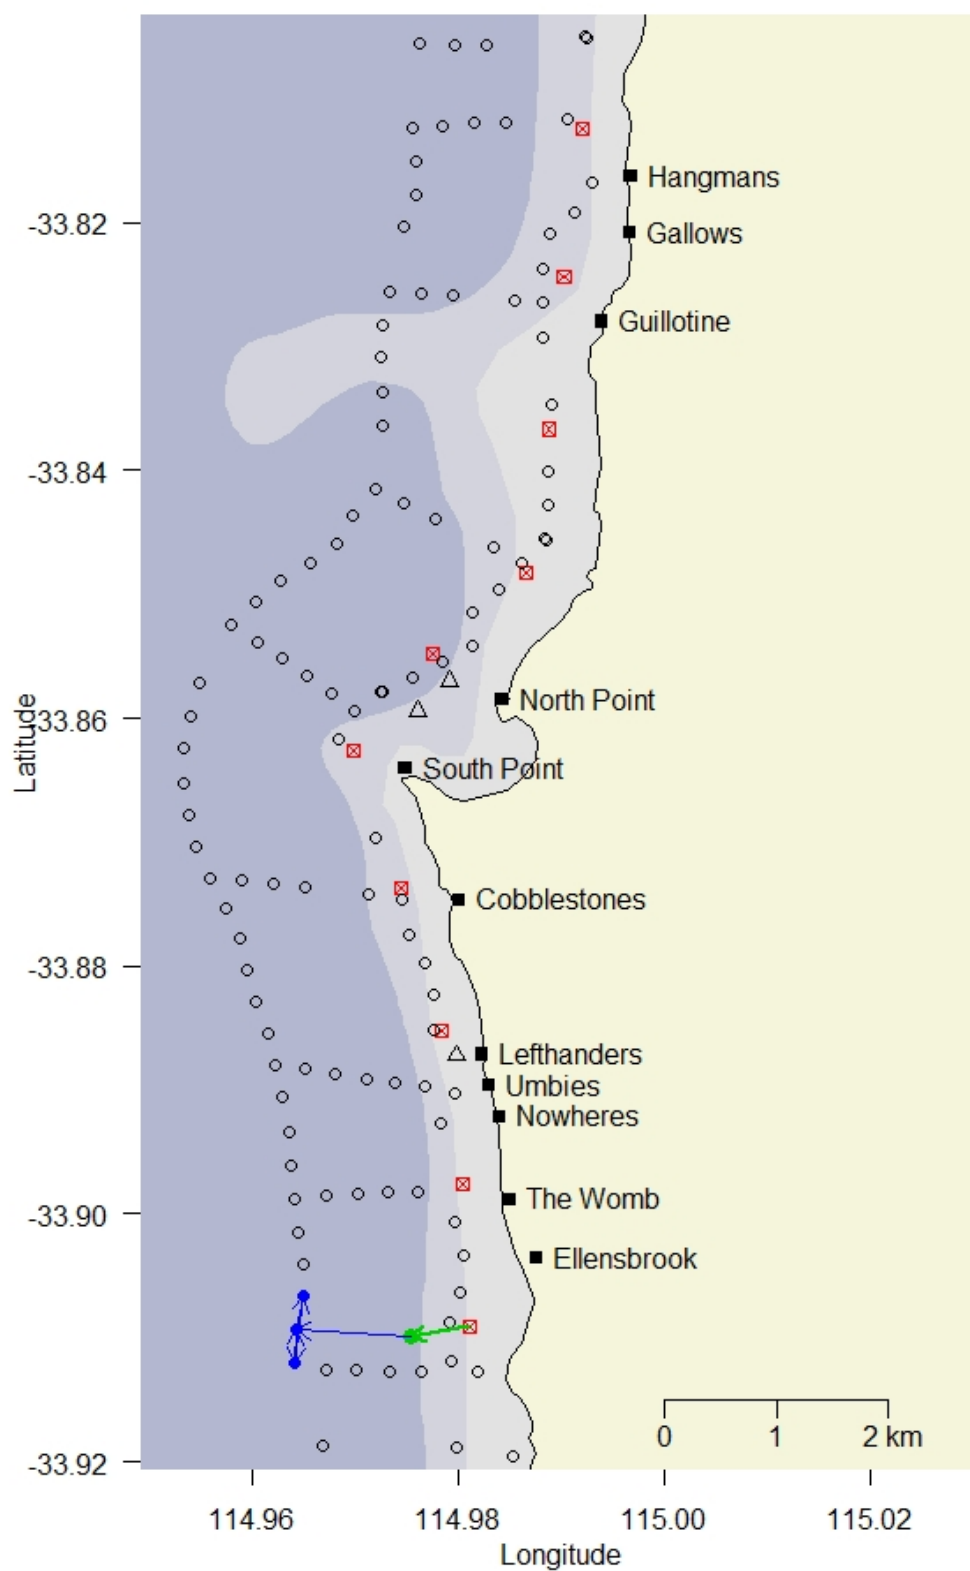 Hangmans
-33.82
Gallows
Guillotine
-33.84
North Point
-33.86
Latitude
South Point
Cobblestones
-33.88
Lefthanders
Umbies
Nowheres
The Womb
-33.90
Ellensbrook
0 1 2 km
-33.92
114.96 114.98 115.00 115.02
Longitude